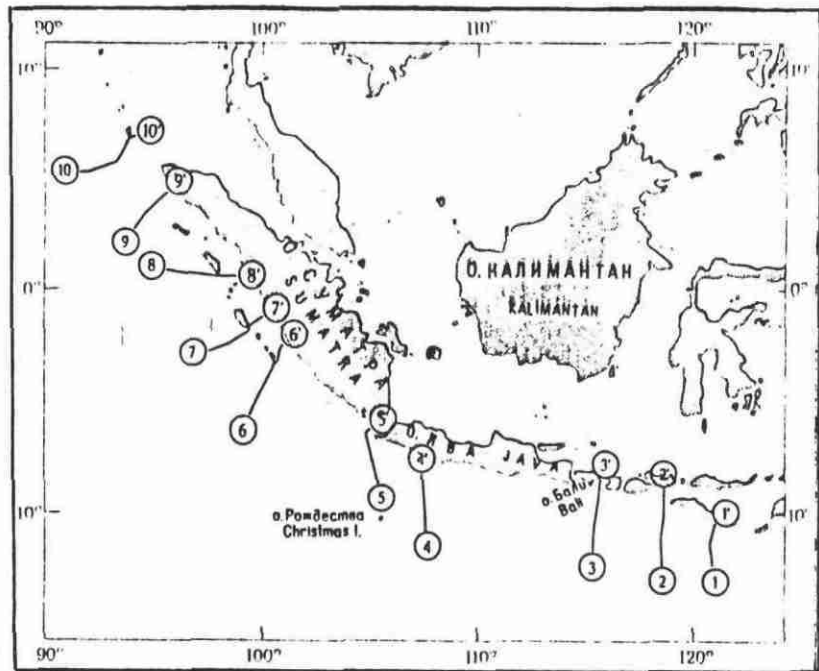 90° 100° 110° 120°
10° 10°
10 10'
9'
9
8 8'
0° О. КАЛИМАНТАН 0°
KALIMANTAN
СУМАТРА
SUMATRA
7'
6'
7
6
5'
О. ЯВА JAVA
4' 3' 2'
о. Бали
Bali
5
1'
10° о. Рождества 10°
Christmas I.
4
3 2 1
90° 100° 110° 120°